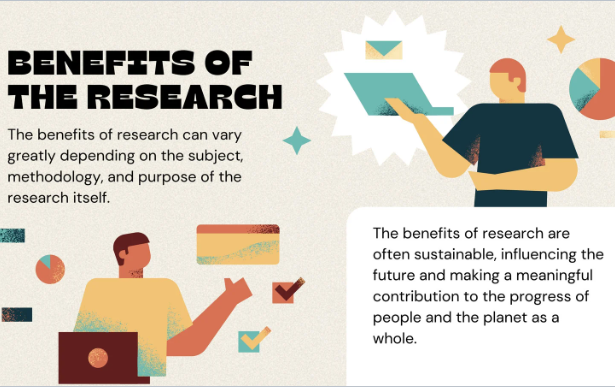 BENEFITS OF
THE RESEARCH
The benefits of research can vary
greatly depending on the subject,
methodology, and purpose of the
research itself.
The benefits of research are
often sustainable, influencing the
future and making a meaningful
contribution to the progress of
people and the planet as a
whole.